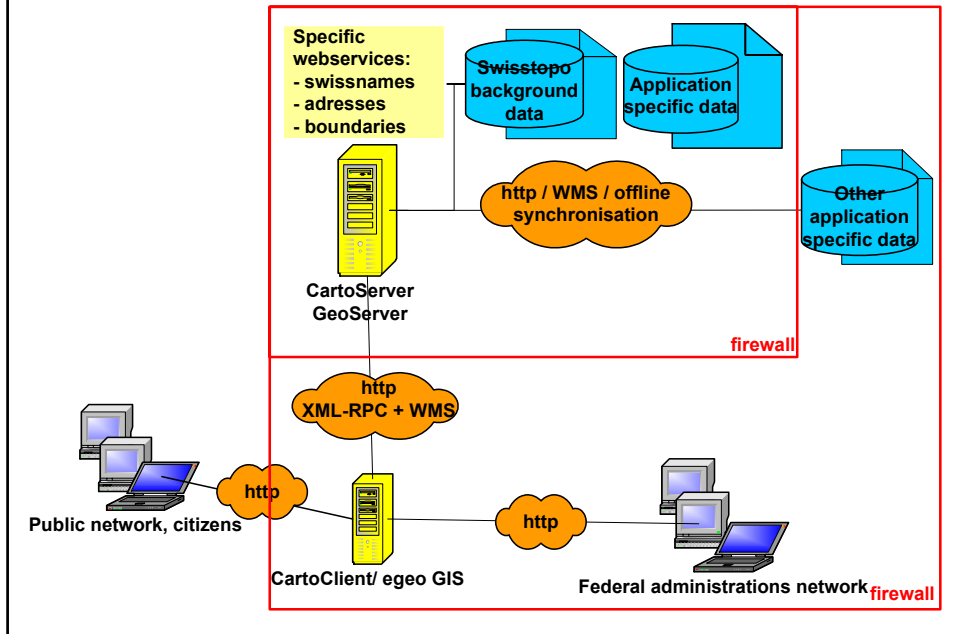 Specific
webservices:
- swissnames
- adresses
- boundaries
Swisstopo
background
data
Application
specific data
http / WMS / offline
synchronisation
Other
application
specific data
CartoServer
GeoServer
firewall
http
XML-RPC + WMS
http
Public network, citizens
http
CartoClient/ egeo GIS
Federal administrations network
firewall